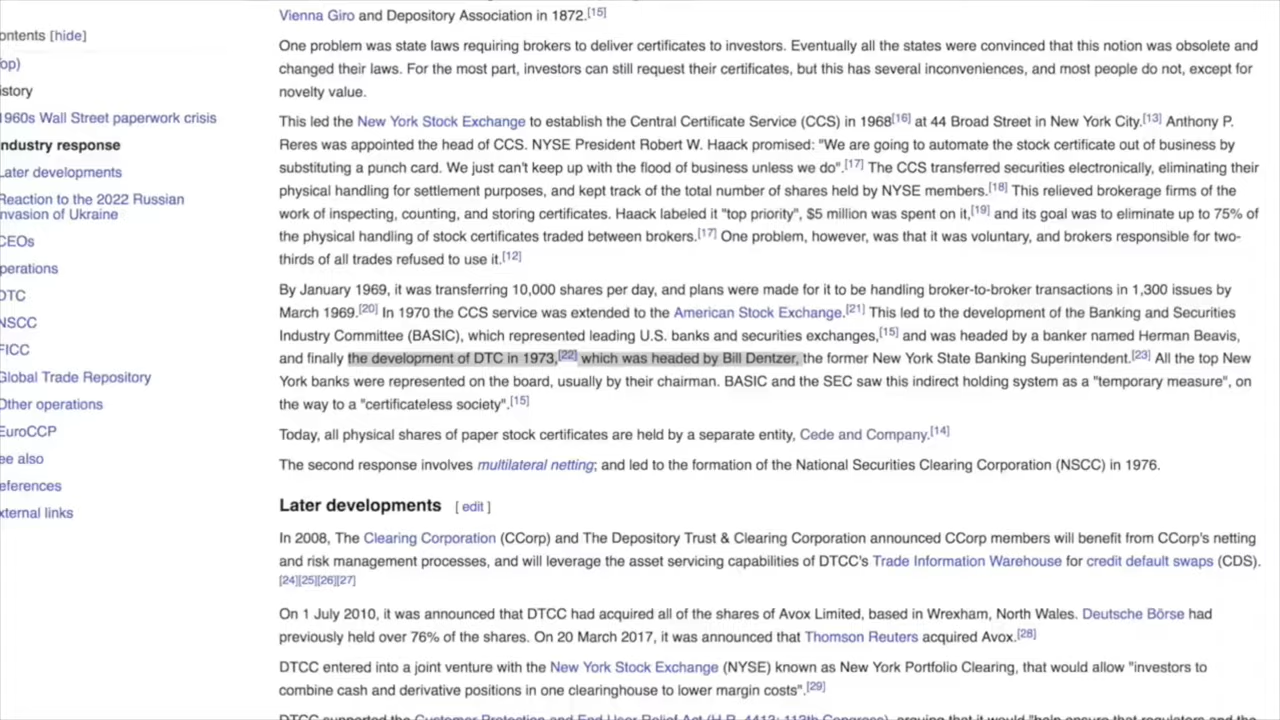 Vienna Giro and Depository Association in 1872.[15]
ontents [hide]
op)
istory
1960s Wall Street paperwork crisis
ndustry response
Later developments
Reaction to the 2022 Russian
nvasion of Ukraine
CEOs
perations
DTC
NSCC
FICC
Global Trade Repository
Other operations
EuroCCP
ee also
eferences
xternal links
One problem was state laws requiring brokers to deliver certificates to investors. Eventually all the states were convinced that this notion was obsolete and
changed their laws. For the most part, investors can still request their certificates, but this has several inconveniences, and most people do not, except for
novelty value.
This led the New York Stock Exchange to establish the Central Certificate Service (CCS) in 1968[16] at 44 Broad Street in New York City.[13] Anthony P.
Reres was appointed the head of CCS. NYSE President Robert W. Haack promised: "We are going to automate the stock certificate out of business by
substituting a punch card. We just can't keep up with the flood of business unless we do".[17] The CCS transferred securities electronically, eliminating their
physical handling for settlement purposes, and kept track of the total number of shares held by NYSE members.[18] This relieved brokerage firms of the
work of inspecting, counting, and storing certificates. Haack labeled it "top priority", $5 million was spent on it,[19] and its goal was to eliminate up to 75% of
the physical handling of stock certificates traded between brokers.[17] One problem, however, was that it was voluntary, and brokers responsible for two-
thirds of all trades refused to use it.[12]
By January 1969, it was transferring 10,000 shares per day, and plans were made for it to be handling broker-to-broker transactions in 1,300 issues by
March 1969.[20] In 1970 the CCS service was extended to the American Stock Exchange.[21] This led to the development of the Banking and Securities
Industry Committee (BASIC), which represented leading U.S. banks and securities exchanges,[15] and was headed by a banker named Herman Beavis,
and finally the development of DTC in 1973,[22] which was headed by Bill Dentzer, the former New York State Banking Superintendent.[23] All the top New
York banks were represented on the board, usually by their chairman. BASIC and the SEC saw this indirect holding system as a "temporary measure", on
the way to a "certificateless society".[15]
Today, all physical shares of paper stock certificates are held by a separate entity, Cede and Company.[14]
The second response involves multilateral netting; and led to the formation of the National Securities Clearing Corporation (NSCC) in 1976.
Later developments [ edit ]
In 2008, The Clearing Corporation (CCorp) and The Depository Trust & Clearing Corporation announced CCorp members will benefit from CCorp's netting
and risk management processes, and will leverage the asset servicing capabilities of DTCC's Trade Information Warehouse for credit default swaps (CDS).
[24][25][26][27]
On 1 July 2010, it was announced that DTCC had acquired all of the shares of Avox Limited, based in Wrexham, North Wales. Deutsche Börse had
previously held over 76% of the shares. On 20 March 2017, it was announced that Thomson Reuters acquired Avox.[28]
DTCC entered into a joint venture with the New York Stock Exchange (NYSE) known as New York Portfolio Clearing, that would allow "investors to
combine cash and derivative positions in one clearinghouse to lower margin costs".[29]
DTCC supported the Customer Protection and End User Relief Act (H.R. 4413; 113th Congress), arguing that it would "help ensure that regulators and the